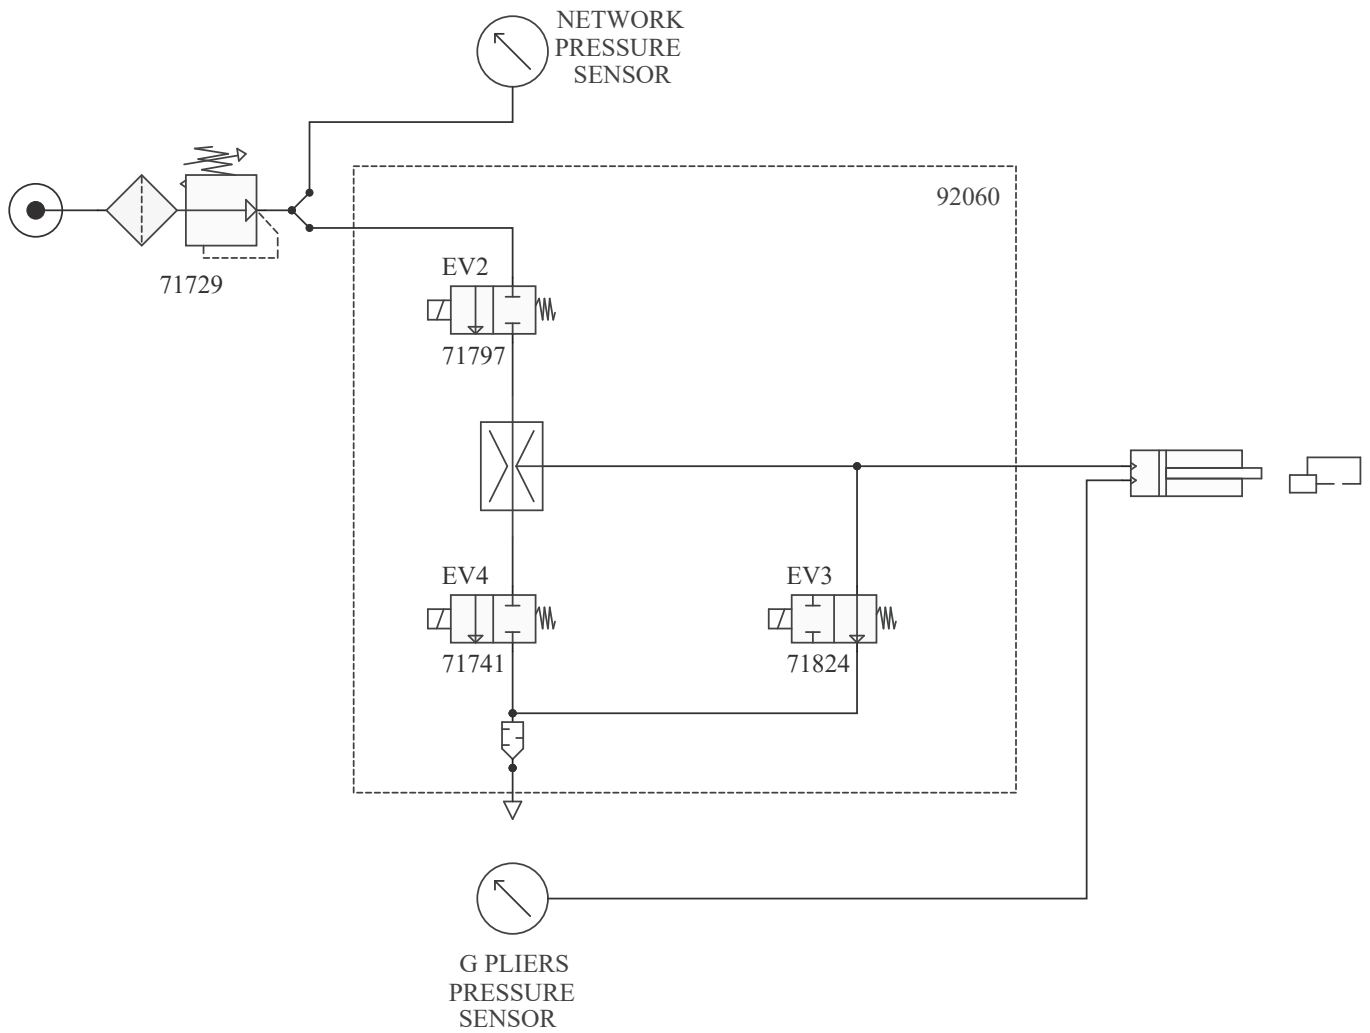 NETWORK
PRESSURE
SENSOR
92060
71729
EV2
71797
EV4
71741
EV3
71824
G PLIERS
PRESSURE
SENSOR